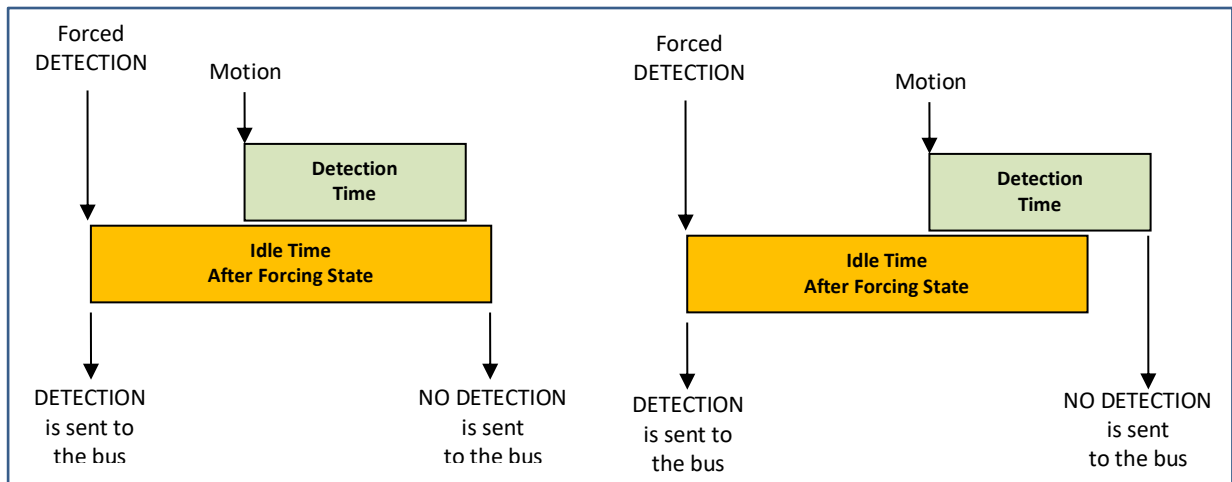 Forced
DETECTION
Motion
Detection
Time
Idle Time
After Forcing State
DETECTION
is sent to
the bus
NO DETECTION
is sent
to the bus
Forced
DETECTION
Motion
Detection
Time
Idle Time
After Forcing State
DETECTION
is sent to
the bus
NO DETECTION
is sent
to the bus